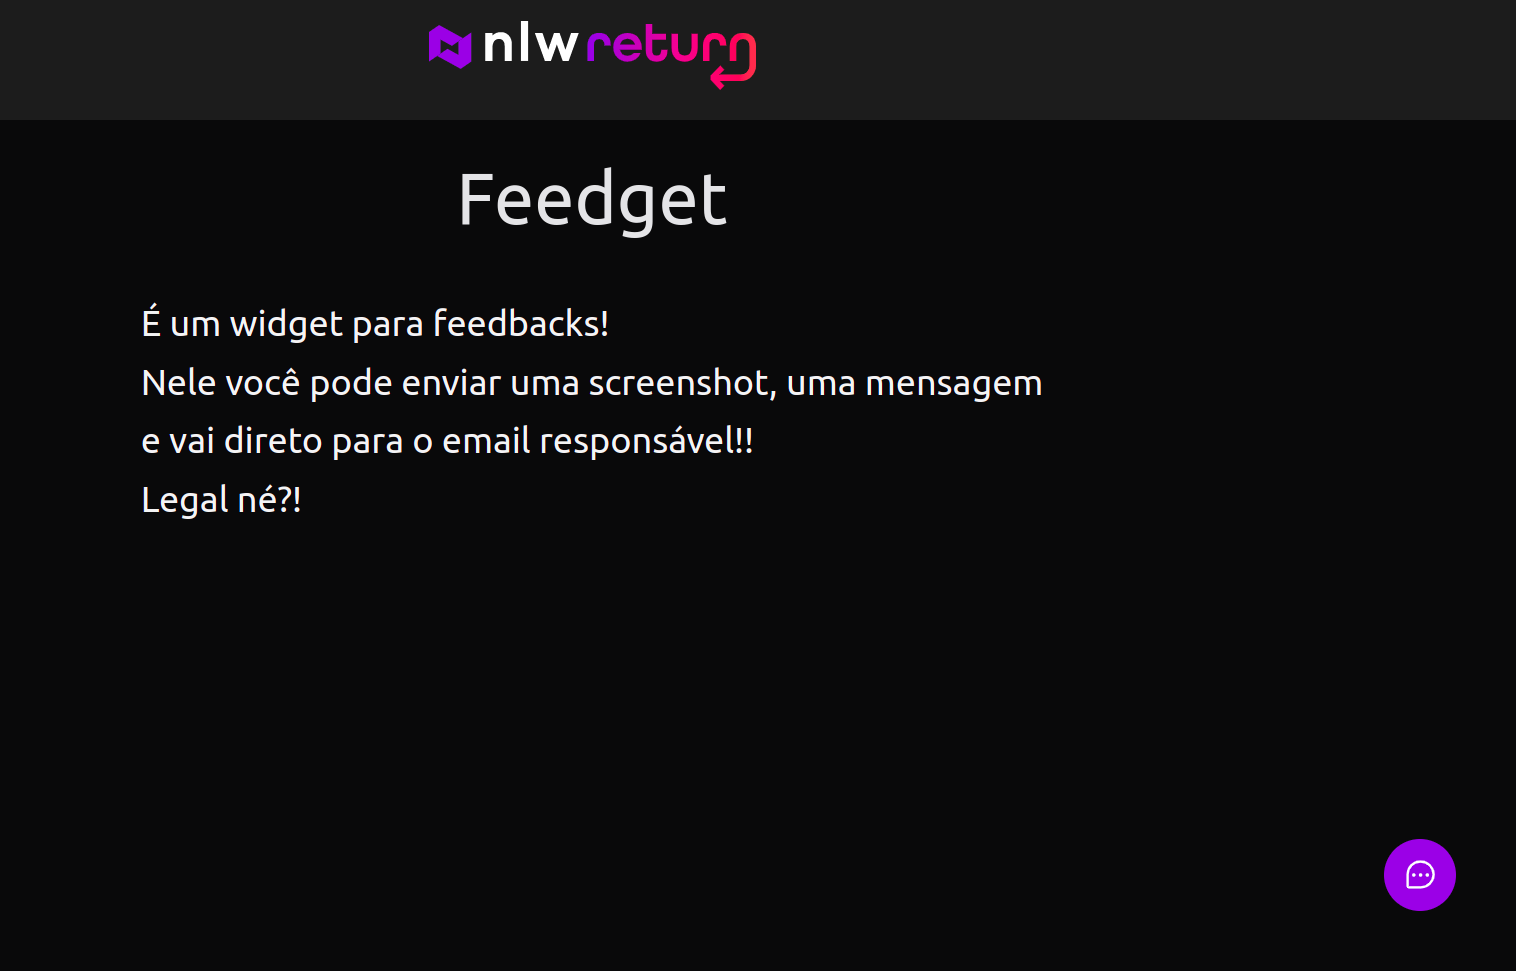 nlw return
Feedget
É um widget para feedbacks!
Nele você pode enviar uma screenshot, uma mensagem
e vai direto para o email responsável!!
Legal né?!